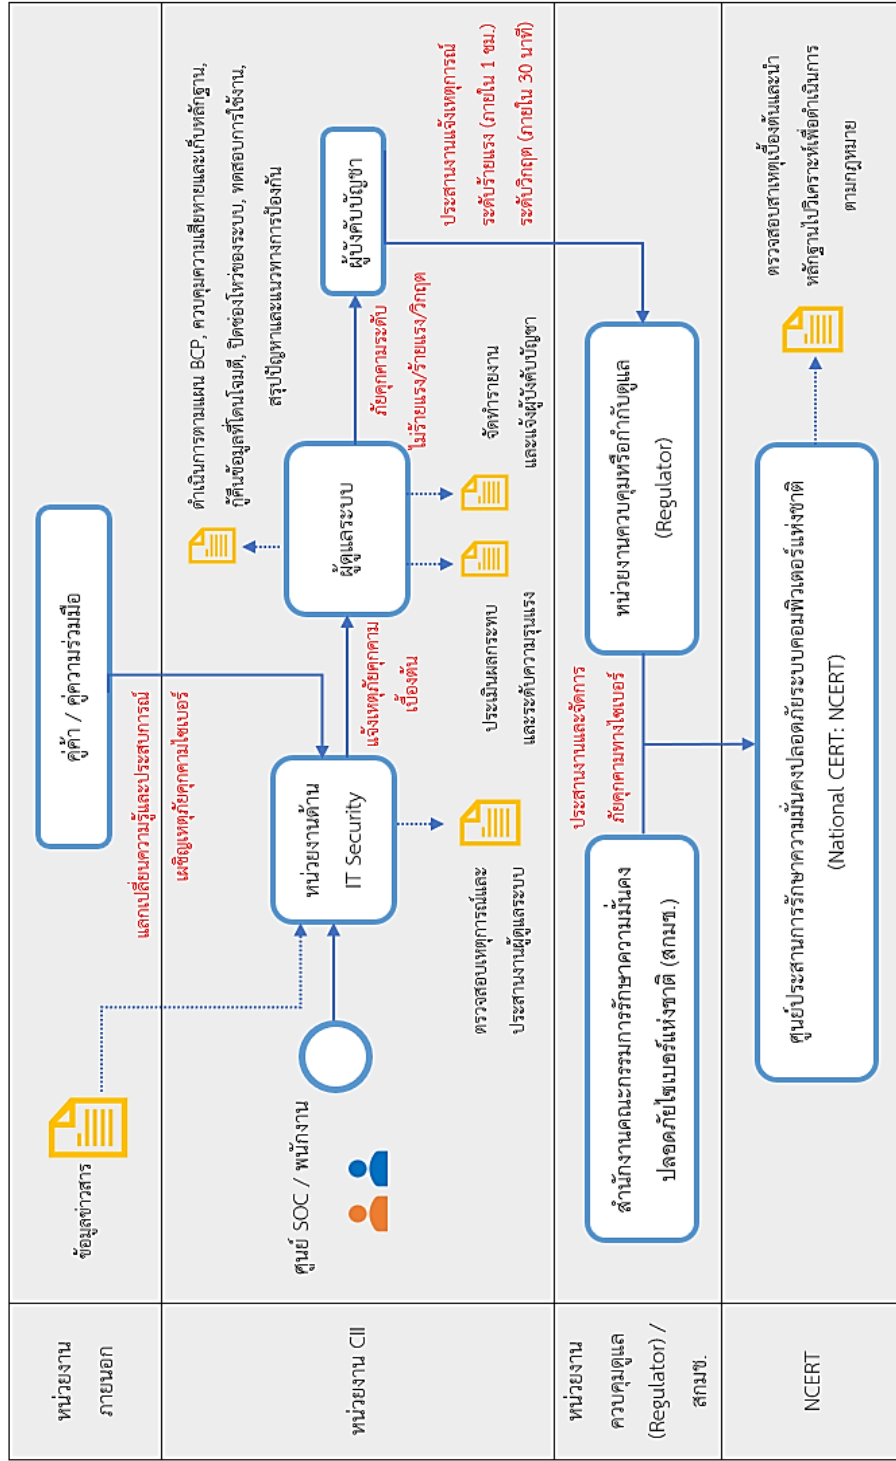 หน่วยงาน
ภายนอก
ข้อมูลข่าวสาร
คู่ค้า / คู่ความร่วมมือ
แลกเปลี่ยนความรู้และประสบการณ์
เผชิญเหตุภัยคุกคามไซเบอร์
หน่วยงาน CII
ศูนย์ SOC / พนักงาน
หน่วยงานด้าน
IT Security
ตรวจสอบเหตุการณ์และ
ประสานงานผู้ดูแลระบบ
แจ้งเหตุภัยคุกคาม
เบื้องต้น
ผู้ดูแลระบบ
ดำเนินการตามแผน BCP, ควบคุมความเสียหายและเก็บหลักฐาน,
กู้คืนข้อมูลที่โดนโจมตี, ปิดช่องโหว่ของระบบ, ทดสอบการใช้งาน,
สรุปปัญหาและแนวทางการป้องกัน
ประเมินผลกระทบ
และระดับความรุนแรง
จัดทำรายงาน
และแจ้งผู้บังคับบัญชา
ภัยคุกคามระดับ
ไม่ร้ายแรง/ร้ายแรง/วิกฤต
ผู้บังคับบัญชา
ประสานงานแจ้งเหตุการณ์
ระดับร้ายแรง (ภายใน 1 ชม.)
ระดับวิกฤต (ภายใน 30 นาที)
หน่วยงาน
ควบคุมดูแล
(Regulator) /
สกมช.
สำนักงานคณะกรรมการรักษาความมั่นคง
ปลอดภัยไซเบอร์แห่งชาติ (สกมช.)
ประสานงานและจัดการ
ภัยคุกคามทางไซเบอร์
หน่วยงานควบคุมหรือกำกับดูแล
(Regulator)
NCERT
ศูนย์ประสานการรักษาความมั่นคงปลอดภัยระบบคอมพิวเตอร์แห่งชาติ
(National CERT: NCERT)
ตรวจสอบสาเหตุเบื้องต้นและนำ
หลักฐานไปวิเคราะห์เพื่อดำเนินการ
ตามกฎหมาย